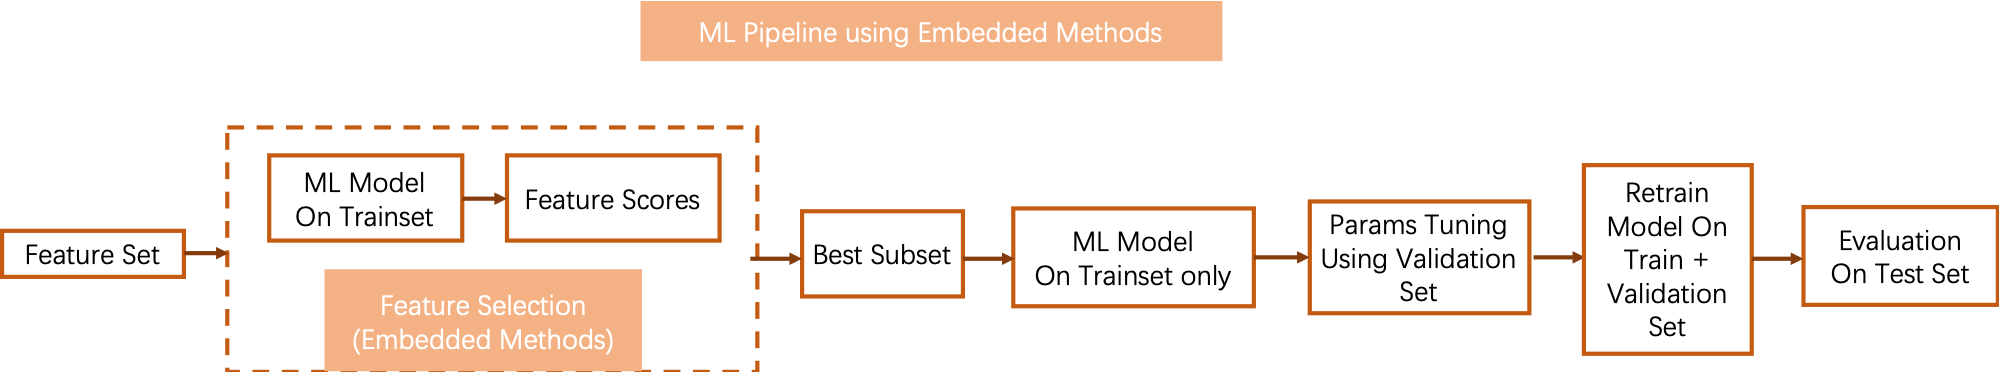 ML Pipeline using Embedded Methods
Feature Set
ML Model
On Trainset
Feature Scores
Feature Selection
(Embedded Methods)
Best Subset
ML Model
On Trainset only
Params Tuning
Using Validation
Set
Retrain
Model On
Train +
Validation
Set
Evaluation
On Test Set